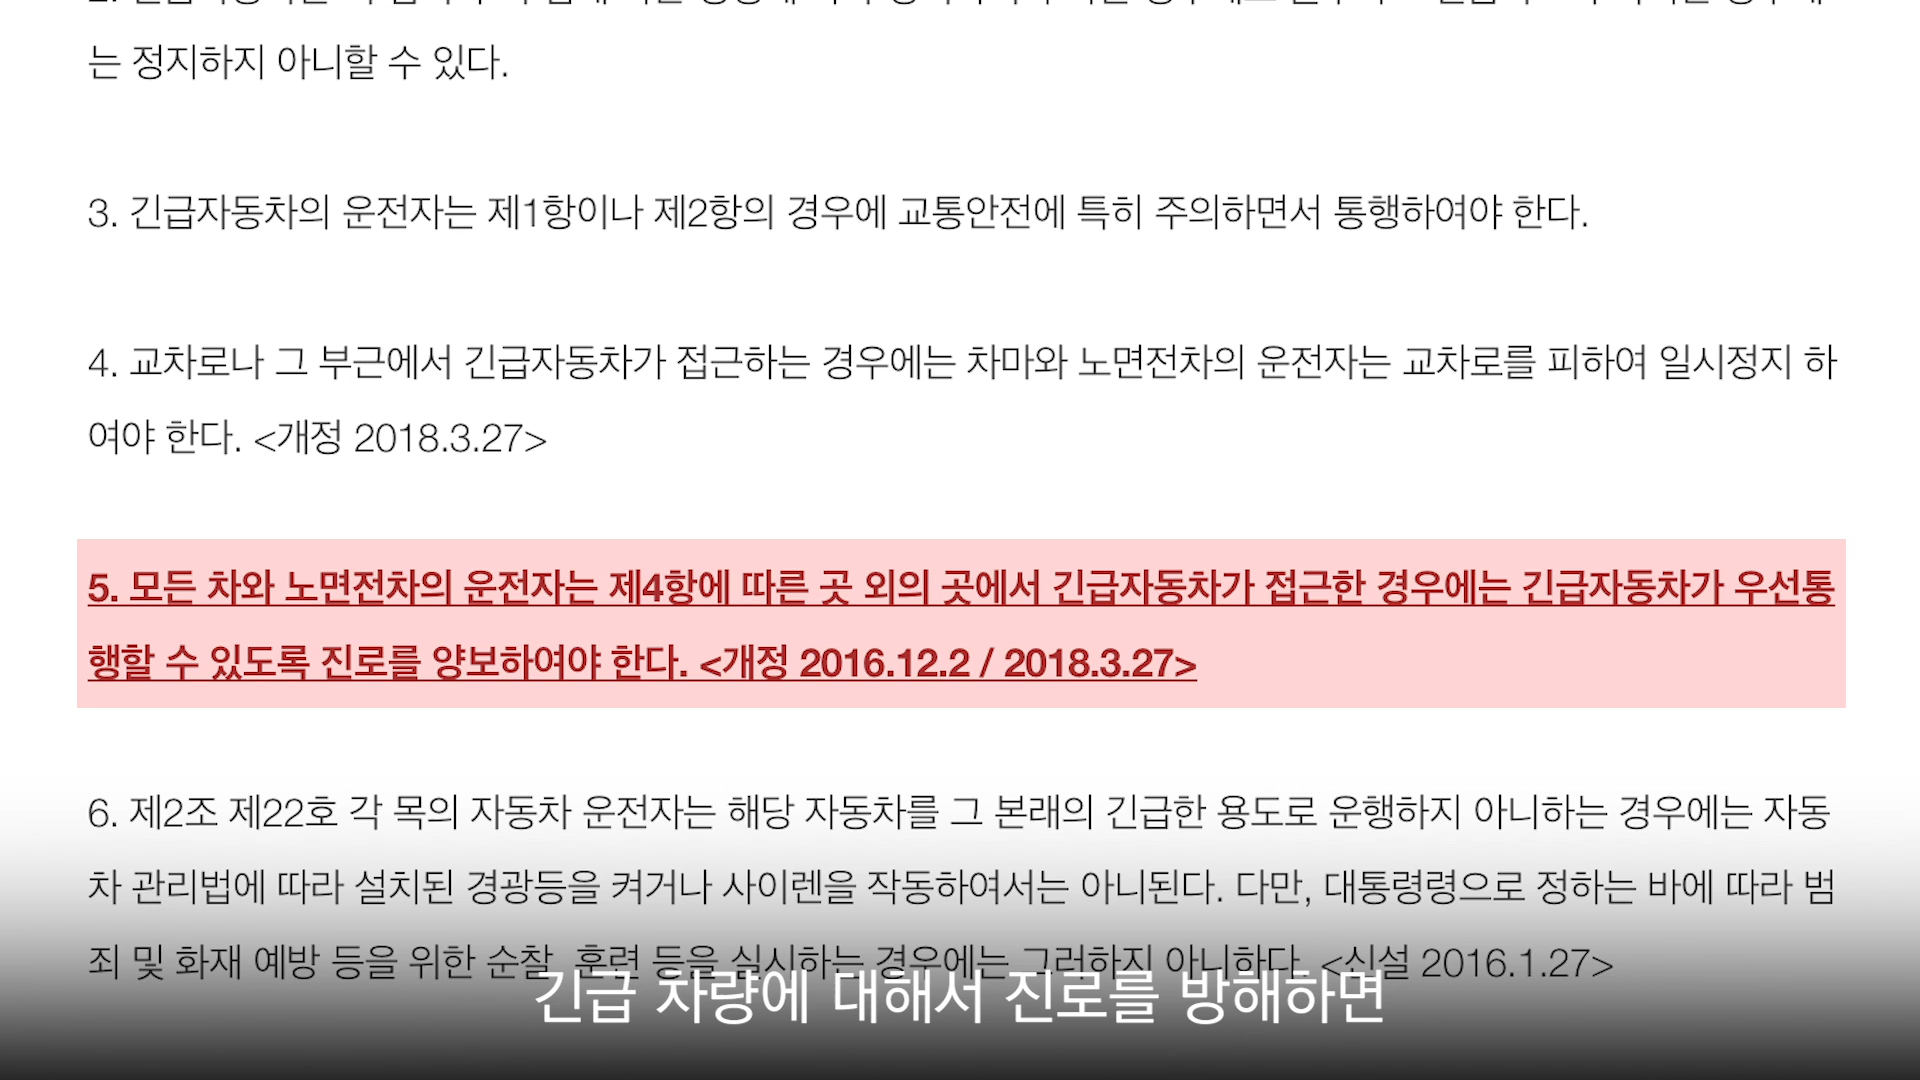 는 정지하지 아니할 수 있다.
3. 긴급자동차의 운전자는 제1항이나 제2항의 경우에 교통안전에 특히 주의하면서 통행하여야 한다.
4. 교차로나 그 부근에서 긴급자동차가 접근하는 경우에는 차마와 노면전차의 운전자는 교차로를 피하여 일시정지 하
여야 한다. <개정 2018.3.27>
5. 모든 차와 노면전차의 운전자는 제4항에 따른 곳 외의 곳에서 긴급자동차가 접근한 경우에는 긴급자동차가 우선통
행할 수 있도록 진로를 양보하여야 한다. <개정 2016.12.2 / 2018.3.27>
6. 제2조 제22호 각 목의 자동차 운전자는 해당 자동차를 그 본래의 긴급한 용도로 운행하지 아니하는 경우에는 자동
차 관리법에 따라 설치된 경광등을 켜거나 사이렌을 작동하여서는 아니된다. 다만, 대통령령으로 정하는 바에 따라 범
죄 및 화재 예방 등을 위한 순찰, 훈련 등을 실시하는 경우에는 그러하지 아니하다. <신설 2016.1.27>
긴급 차량에 대해서 진로를 방해하면